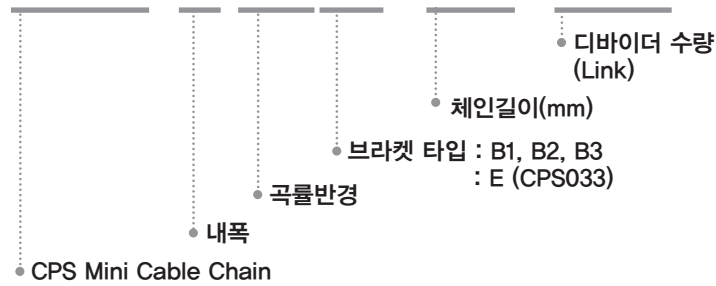 디바이더 수량
(Link)
체인길이(mm)
브라켓 타입 : B1, B2, B3
: E (CPS033)
곡률반경
내폭
CPS Mini Cable Chain